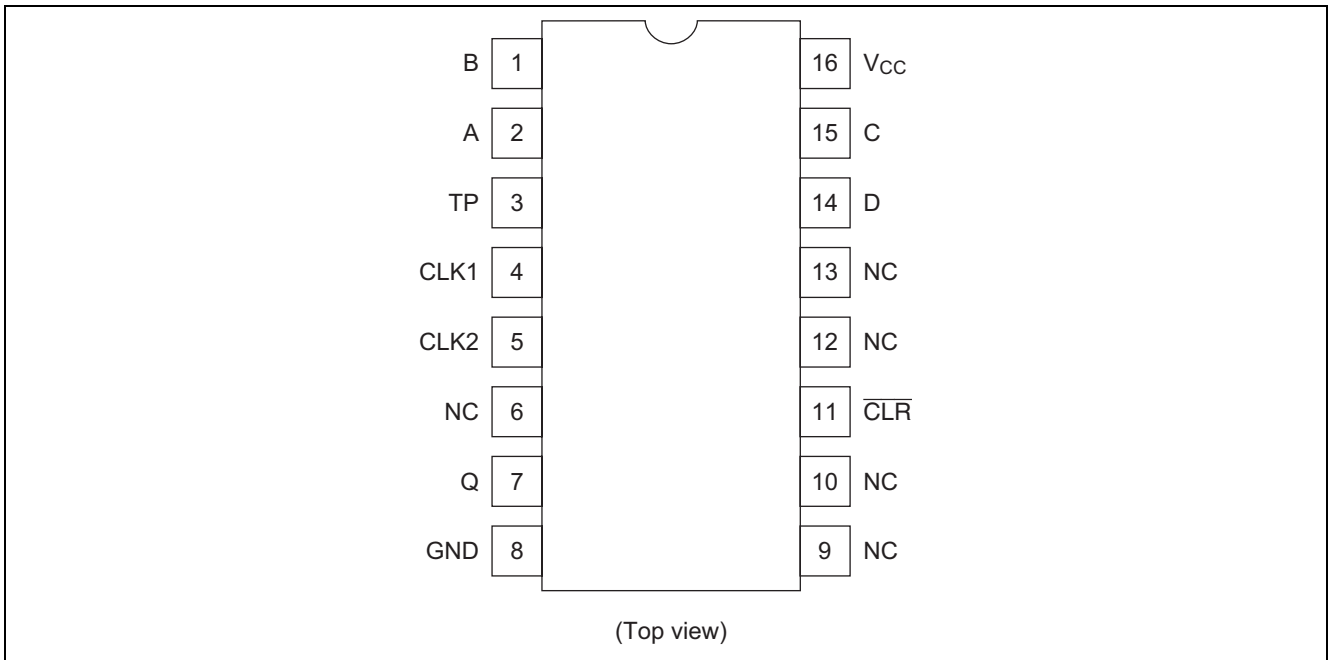 B 1 16 VCC
A 2 15 C
TP 3 14 D
CLK1 4 13 NC
CLK2 5 12 NC
NC 6 11 C̅L̅R̅
Q 7 10 NC
GND 8 9 NC
(Top view)